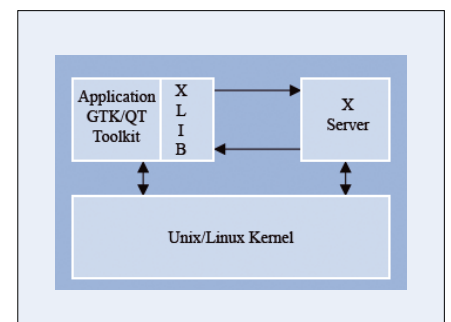 Application
GTK/QT
Toolkit
X
L
I
B
X
Server
Unix/Linux Kernel